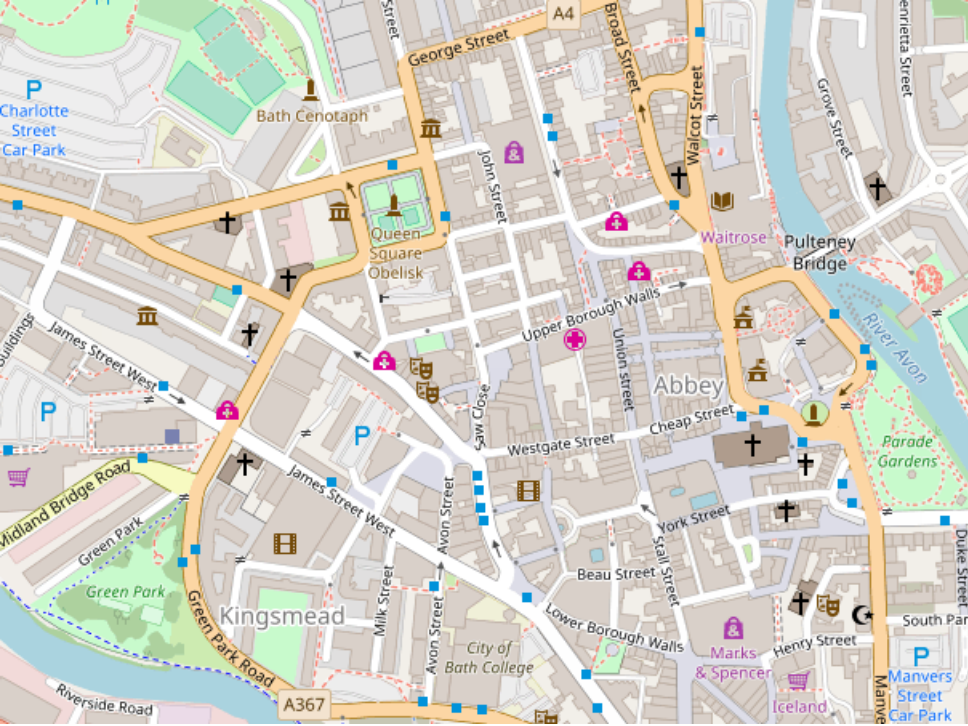 A4
Street
Broad Street
enrietta Street
George Street
P
Charlotte
Street
Car Park
Bath Cenotaph
Walcot Street
Grove Street
John Street
Queen
Square
Obelisk
Waitrose
Pulteney
Bridge
Upper Borough Walls
River Avon
James Street West
Buildings
Union street
Abbey
Saw Close
Cheap Street
Westgate Street
P
P
Parade
Gardens
Midland Bridge Road
James Street West
Green Park
Avon Street
York Street
Stall Street
Duke Street
Beau Street
Green Park
Kingsmead
Milk Street
Avon Street
Lower Borough Walls
South Par
Green Park Road
City of
Bath College
Marks
& Spencer
Henry Street
P
Manvers
Street
Car Park
Iceland
Manve
Riverside Road
A367